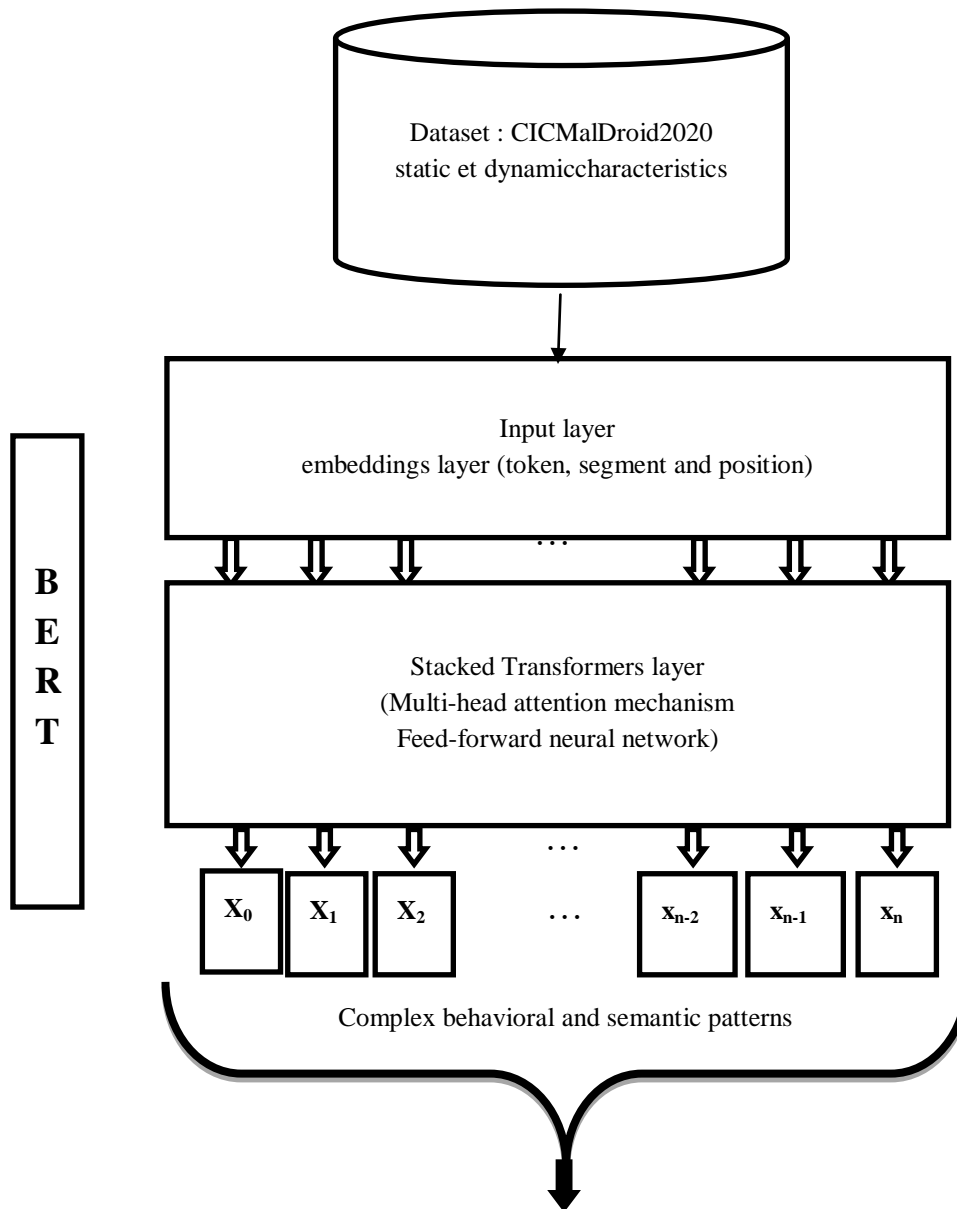 Dataset : CICMalDroid2020
static et dynamiccharacteristics
Input layer
embeddings layer (token, segment and position)
...
B
E
R
T
Stacked Transformers layer
(Multi-head attention mechanism
Feed-forward neural network)
...
X₀ X₁ X₂ ... xₙ₋₂ xₙ₋₁ xₙ
Complex behavioral and semantic patterns